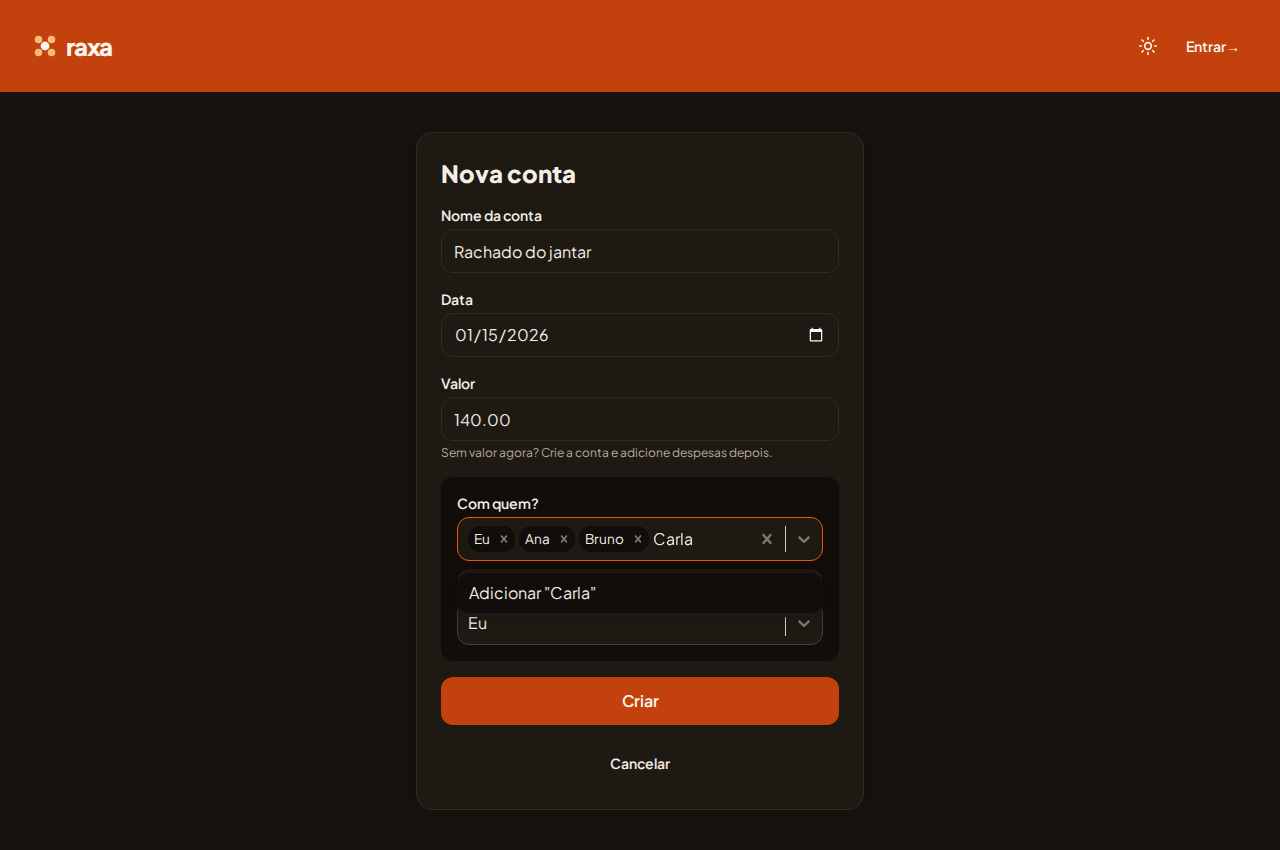 raxa
Entrar→
Nova conta
Nome da conta
Rachado do jantar
Data
01/15/2026
Valor
140.00
Sem valor agora? Crie a conta e adicione despesas depois.
Com quem?
Eu Ana Bruno Carla
Adicionar "Carla"
Eu
Criar
Cancelar